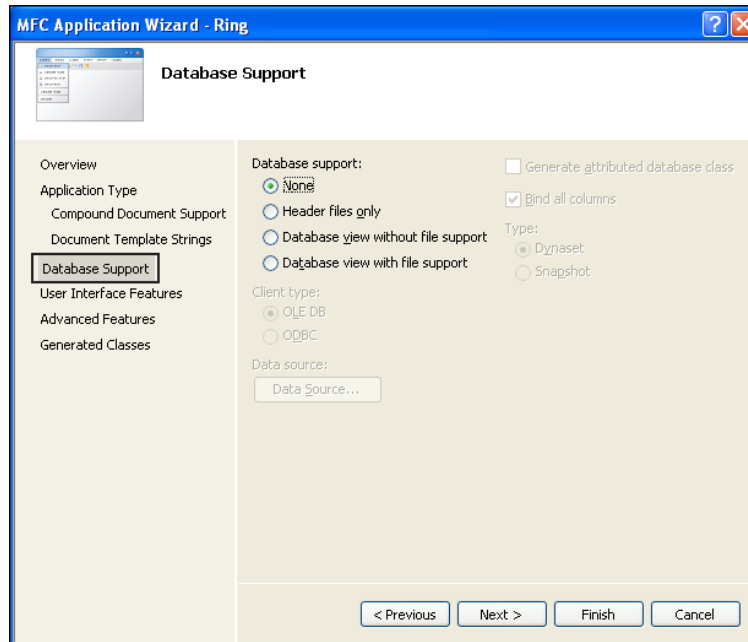 MFC Application Wizard - Ring
Database Support
Overview
Application Type
Compound Document Support
Document Template Strings
Database Support
User Interface Features
Advanced Features
Generated Classes
Database support:
None
Header files only
Database view without file support
Database view with file support
Client type:
OLE DB
ODBC
Data source:
Data Source...
Generate attributed database class
Bind all columns
Type:
Dynaset
Snapshot
< Previous
Next >
Finish
Cancel